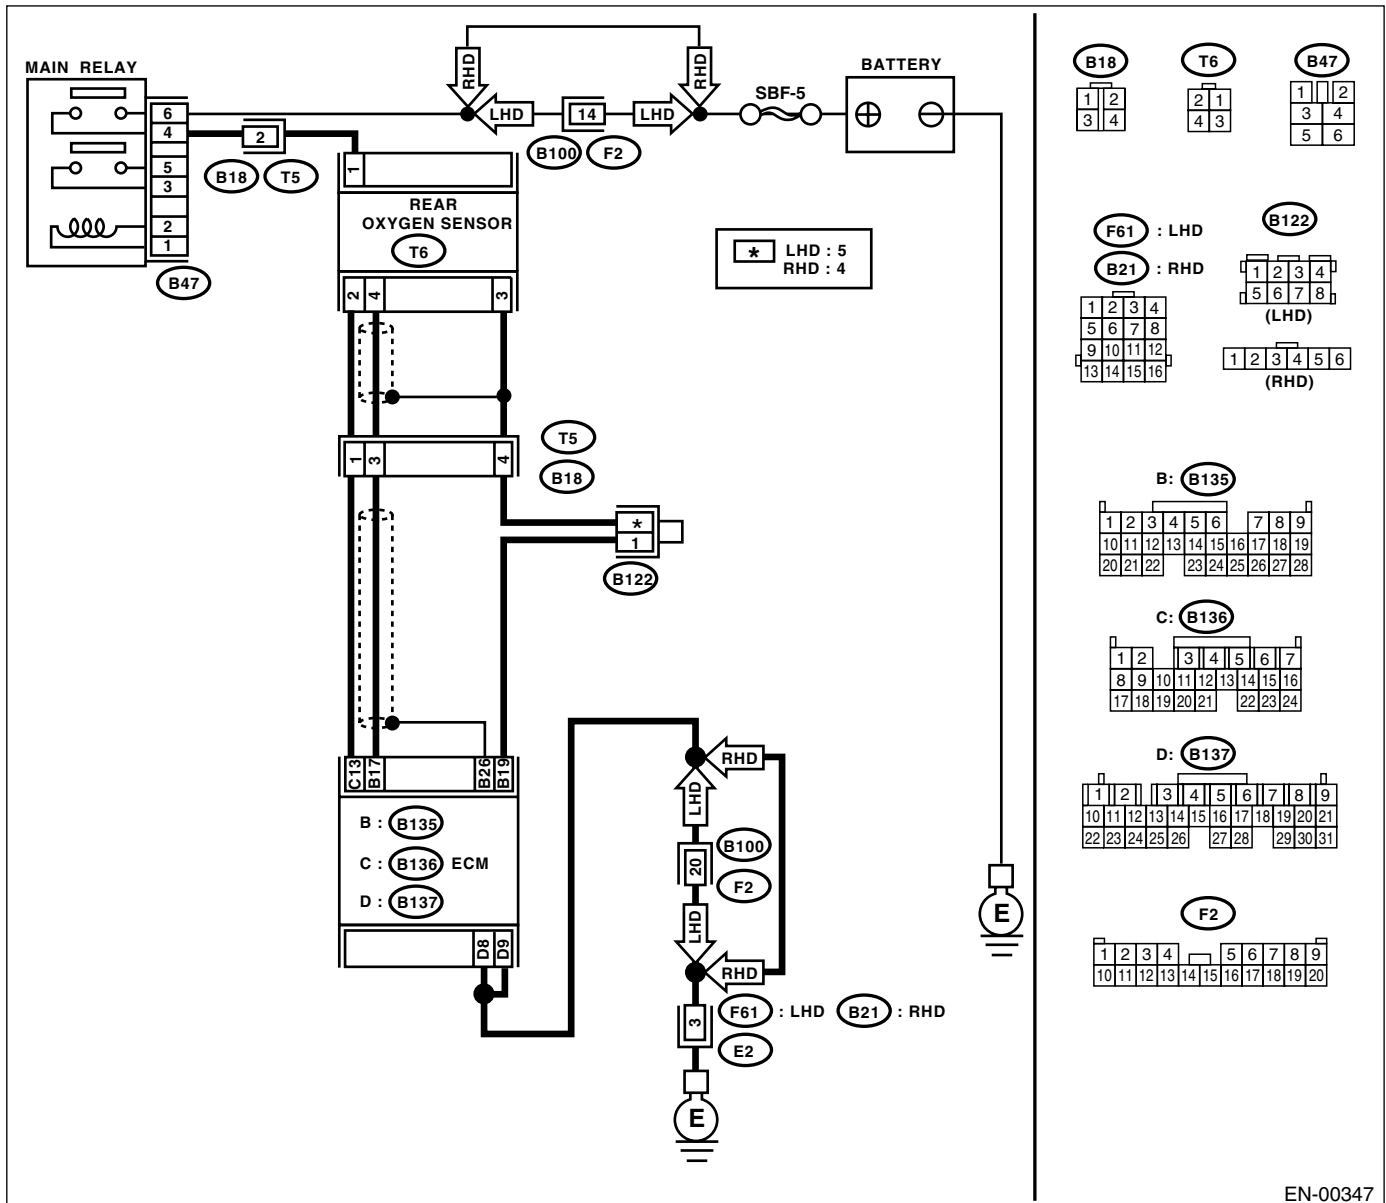 MAIN RELAY
6
4
5
3
2
1
B47
2
B18 T5
RHD RHD
LHD 14 LHD
B100 F2
SBF-5
BATTERY
1
REAR
OXYGEN SENSOR
T6
2 4 3
* LHD : 5
RHD : 4
1 3 4
T5
B18
*
1
B122
C13 B17 B26 B19
B : B135
C : B136 ECM
D : B137
D8 D9
RHD
LHD
20
B100
F2
LHD
RHD
3
F61 : LHD B21 : RHD
E2
E
E
B18
1 2
3 4
T6
2 1
4 3
B47
1 2
3 4
5 6
F61 : LHD
B21 : RHD
1 2 3 4
5 6 7 8
9 10 11 12
13 14 15 16
B122
1 2 3 4
5 6 7 8
(LHD)
1 2 3 4 5 6
(RHD)
B: B135
1 2 3 4 5 6 7 8 9
10 11 12 13 14 15 16 17 18 19
20 21 22 23 24 25 26 27 28
C: B136
1 2 3 4 5 6 7
8 9 10 11 12 13 14 15 16
17 18 19 20 21 22 23 24
D: B137
1 2 3 4 5 6 7 8 9
10 11 12 13 14 15 16 17 18 19 20 21
22 23 24 25 26 27 28 29 30 31
F2
1 2 3 4 5 6 7 8 9
10 11 12 13 14 15 16 17 18 19 20
EN-00347